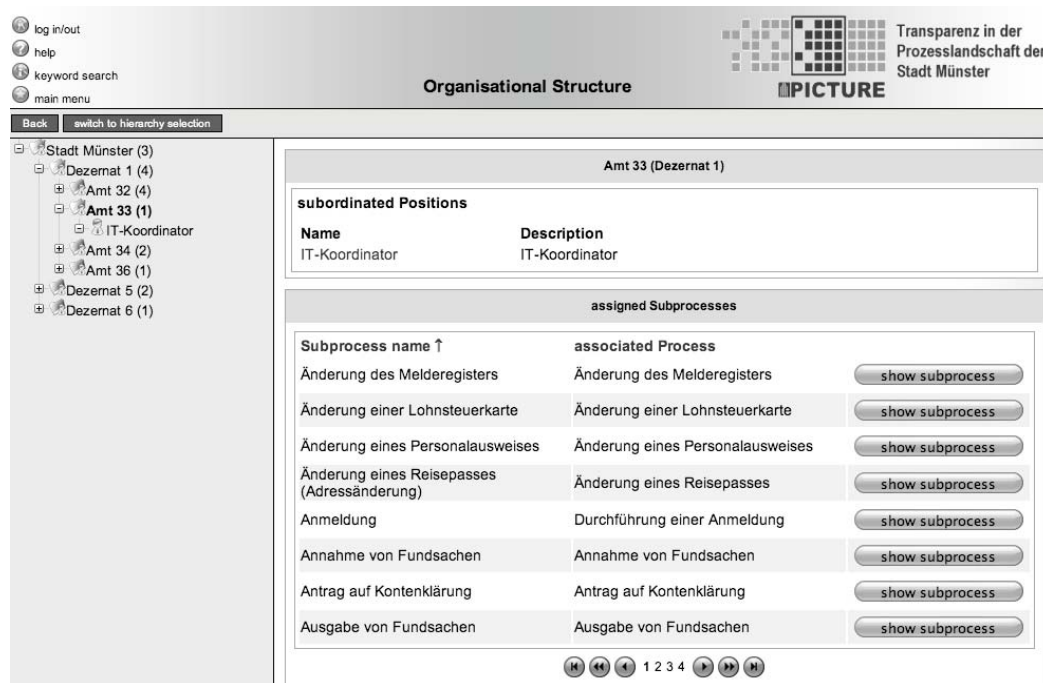 log in/out
help
keyword search
main menu
Organisational Structure
PICTURE
Transparenz in der
Prozesslandschaft der
Stadt Münster
Back switch to hierarchy selection
Stadt Münster (3)
Dezernat 1 (4)
Amt 32 (4)
Amt 33 (1)
IT-Koordinator
Amt 34 (2)
Amt 36 (1)
Dezernat 5 (2)
Dezernat 6 (1)
Amt 33 (Dezernat 1)
subordinated Positions
Name Description
IT-Koordinator IT-Koordinator
assigned Subprocesses
Subprocess name ↑ associated Process
Änderung des Melderegisters Änderung des Melderegisters show subprocess
Änderung einer Lohnsteuerkarte Änderung einer Lohnsteuerkarte show subprocess
Änderung eines Personalausweises Änderung eines Personalausweises show subprocess
Änderung eines Reisepasses
(Adressänderung) Änderung eines Reisepasses show subprocess
Anmeldung Durchführung einer Anmeldung show subprocess
Annahme von Fundsachen Annahme von Fundsachen show subprocess
Antrag auf Kontenklärung Antrag auf Kontenklärung show subprocess
Ausgabe von Fundsachen Ausgabe von Fundsachen show subprocess
1 2 3 4